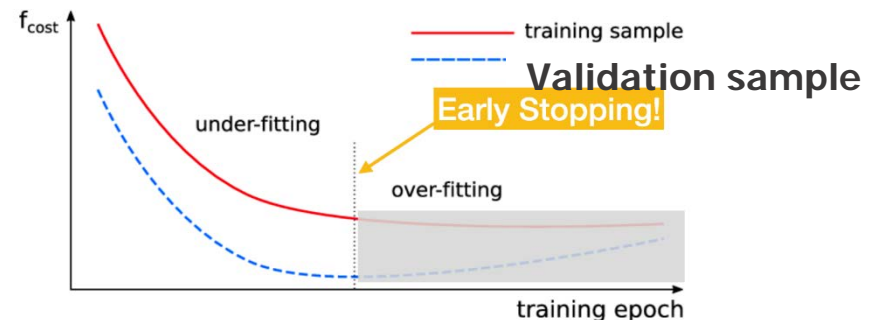 f_cost
training sample
Validation sample
Early Stopping!
under-fitting
over-fitting
training epoch